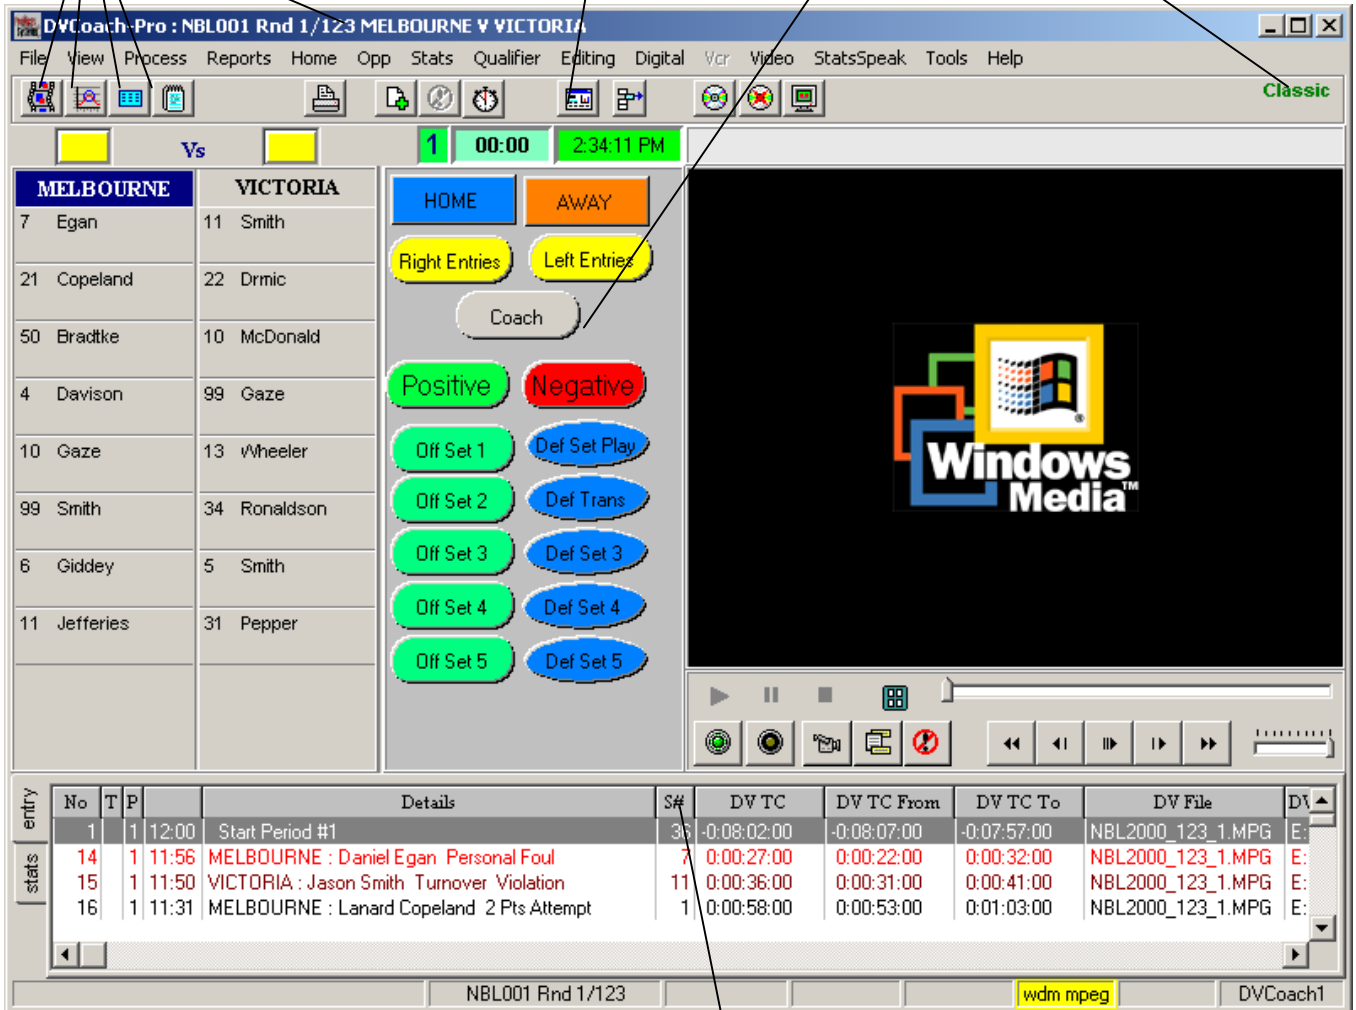 DVCoach-Pro : NBL001 Rnd 1/123 MELBOURNE V VICTORIA
File View Process Reports Home Opp Stats Qualifier Editing Digital Vcr Video StatsSpeak Tools Help
Classic
Vs 1 00:00 2:34:11 PM
MELBOURNE VICTORIA
7 Egan 11 Smith
21 Copeland 22 Drmic
50 Bradtke 10 McDonald
4 Davison 99 Gaze
10 Gaze 13 Wheeler
99 Smith 34 Ronaldson
6 Giddey 5 Smith
11 Jefferies 31 Pepper
HOME AWAY
Right Entries Left Entries
Coach
Positive Negative
Off Set 1 Def Set Play
Off Set 2 Def Trans
Off Set 3 Def Set 3
Off Set 4 Def Set 4
Off Set 5 Def Set 5
Windows
Media™
entry
stats
No T P Details S# DV TC DV TC From DV TC To DV File DV
1 1 12:00 Start Period #1 36 -0:08:02:00 -0:08:07:00 -0:07:57:00 NBL2000_123_1.MPG E:
14 1 11:56 MELBOURNE : Daniel Egan Personal Foul 7 0:00:27:00 0:00:22:00 0:00:32:00 NBL2000_123_1.MPG E:
15 1 11:50 VICTORIA : Jason Smith Turnover Violation 11 0:00:36:00 0:00:31:00 0:00:41:00 NBL2000_123_1.MPG E:
16 1 11:31 MELBOURNE : Lanard Copeland 2 Pts Attempt 1 0:00:58:00 0:00:53:00 0:01:03:00 NBL2000_123_1.MPG E:
NBL001 Rnd 1/123 wdm mpeg DVCoach1